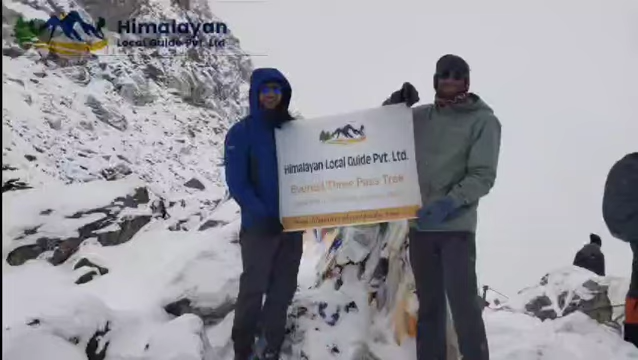 Himalayan
Local Guide Pvt. Ltd
Himalayan Local Guide Pvt. Ltd.
Everest Three Pass Trek